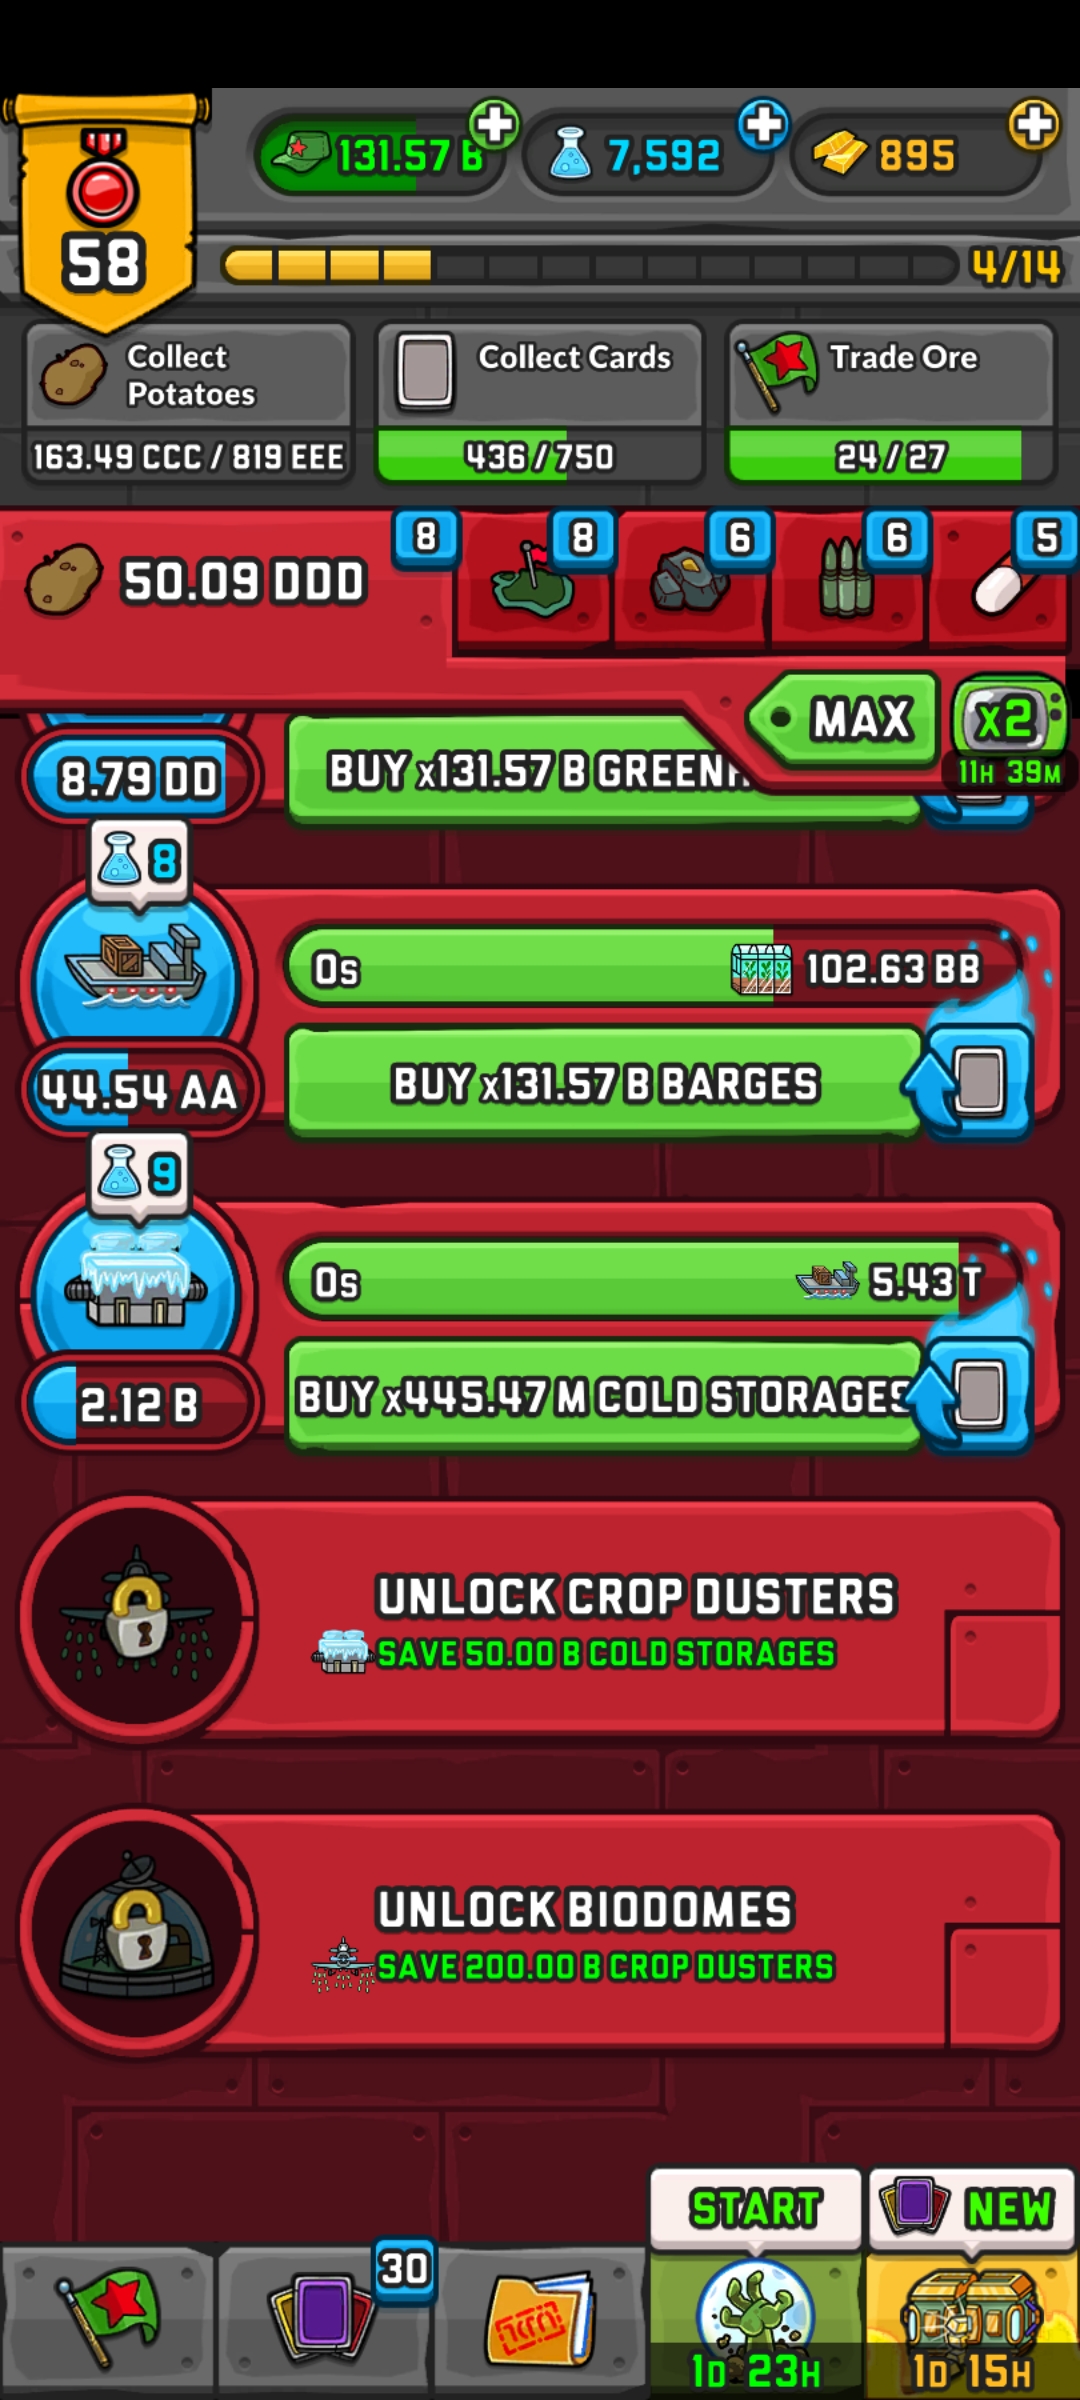 58
131.57 B
7,592
895
4/14
Collect
Potatoes
163.49 CCC / 819 EEE
Collect Cards
436/750
Trade Ore
24/27
50.09 DDD
8
8
6
6
5
MAX
x2
11H 39M
8.79 DD
BUY x131.57 B
8
0s
102.63 BB
44.54 AA
BUY x131.57 B BARGES
9
0s
5.43 T
2.12 B
BUY x445.47 M COLD STORAGES
UNLOCK CROP DUSTERS
SAVE 50.00 B COLD STORAGES
UNLOCK BIODOMES
SAVE 200.00 B CROP DUSTERS
START
NEW
30
1D 23H
1D 15H